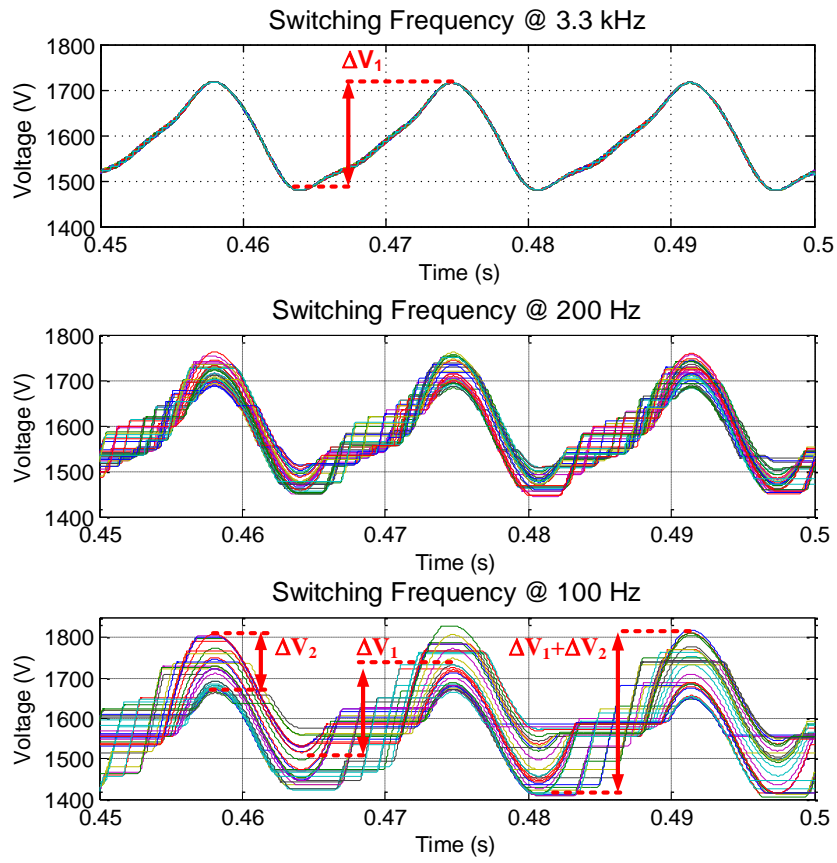 Switching Frequency @ 3.3 kHz
1800
1700
1600
1500
1400
Voltage (V)
ΔV₁
0.45 0.46 0.47 0.48 0.49 0.5
Time (s)
Switching Frequency @ 200 Hz
1800
1700
1600
1500
1400
Voltage (V)
0.45 0.46 0.47 0.48 0.49 0.5
Time (s)
Switching Frequency @ 100 Hz
1800
1700
1600
1500
1400
Voltage (V)
ΔV₂ ΔV₁ ΔV₁+ΔV₂
0.45 0.46 0.47 0.48 0.49 0.5
Time (s)